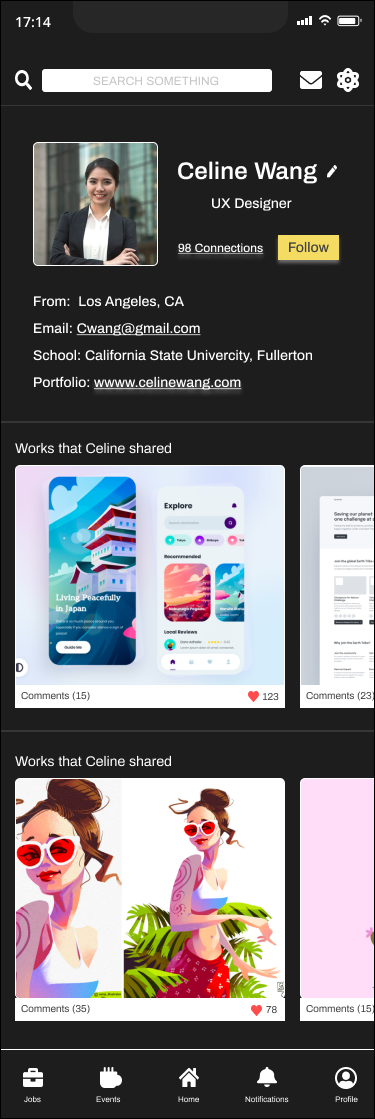 17:14
SEARCH SOMETHING
Celine Wang
UX Designer
98 Connections
Follow
From: Los Angeles, CA
Email: Cwang@gmail.com
School: California State Univercity, Fullerton
Portfolio: wwww.celinewang.com
Works that Celine shared
Living Peacefully
in Japan
Guide Me
Explore
Tokyo
Recommended
Local Reviews
Comments (15)
123
Saving our planet
one challenge at a
Comments (23)
Works that Celine shared
Comments (35)
78
Comments (15)
Jobs
Events
Home
Notifications
Profile